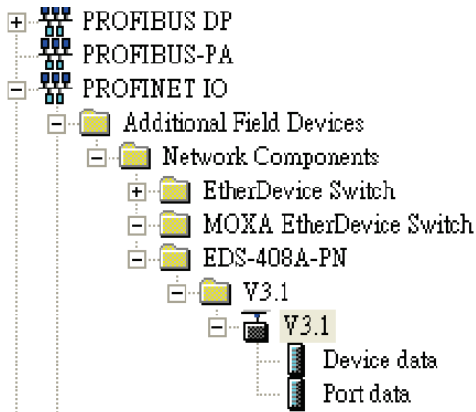 PROFIBUS DP
PROFIBUS-PA
PROFINET IO
Additional Field Devices
Network Components
EtherDevice Switch
MOXA EtherDevice Switch
EDS-408A-PN
V3.1
V3.1
Device data
Port data